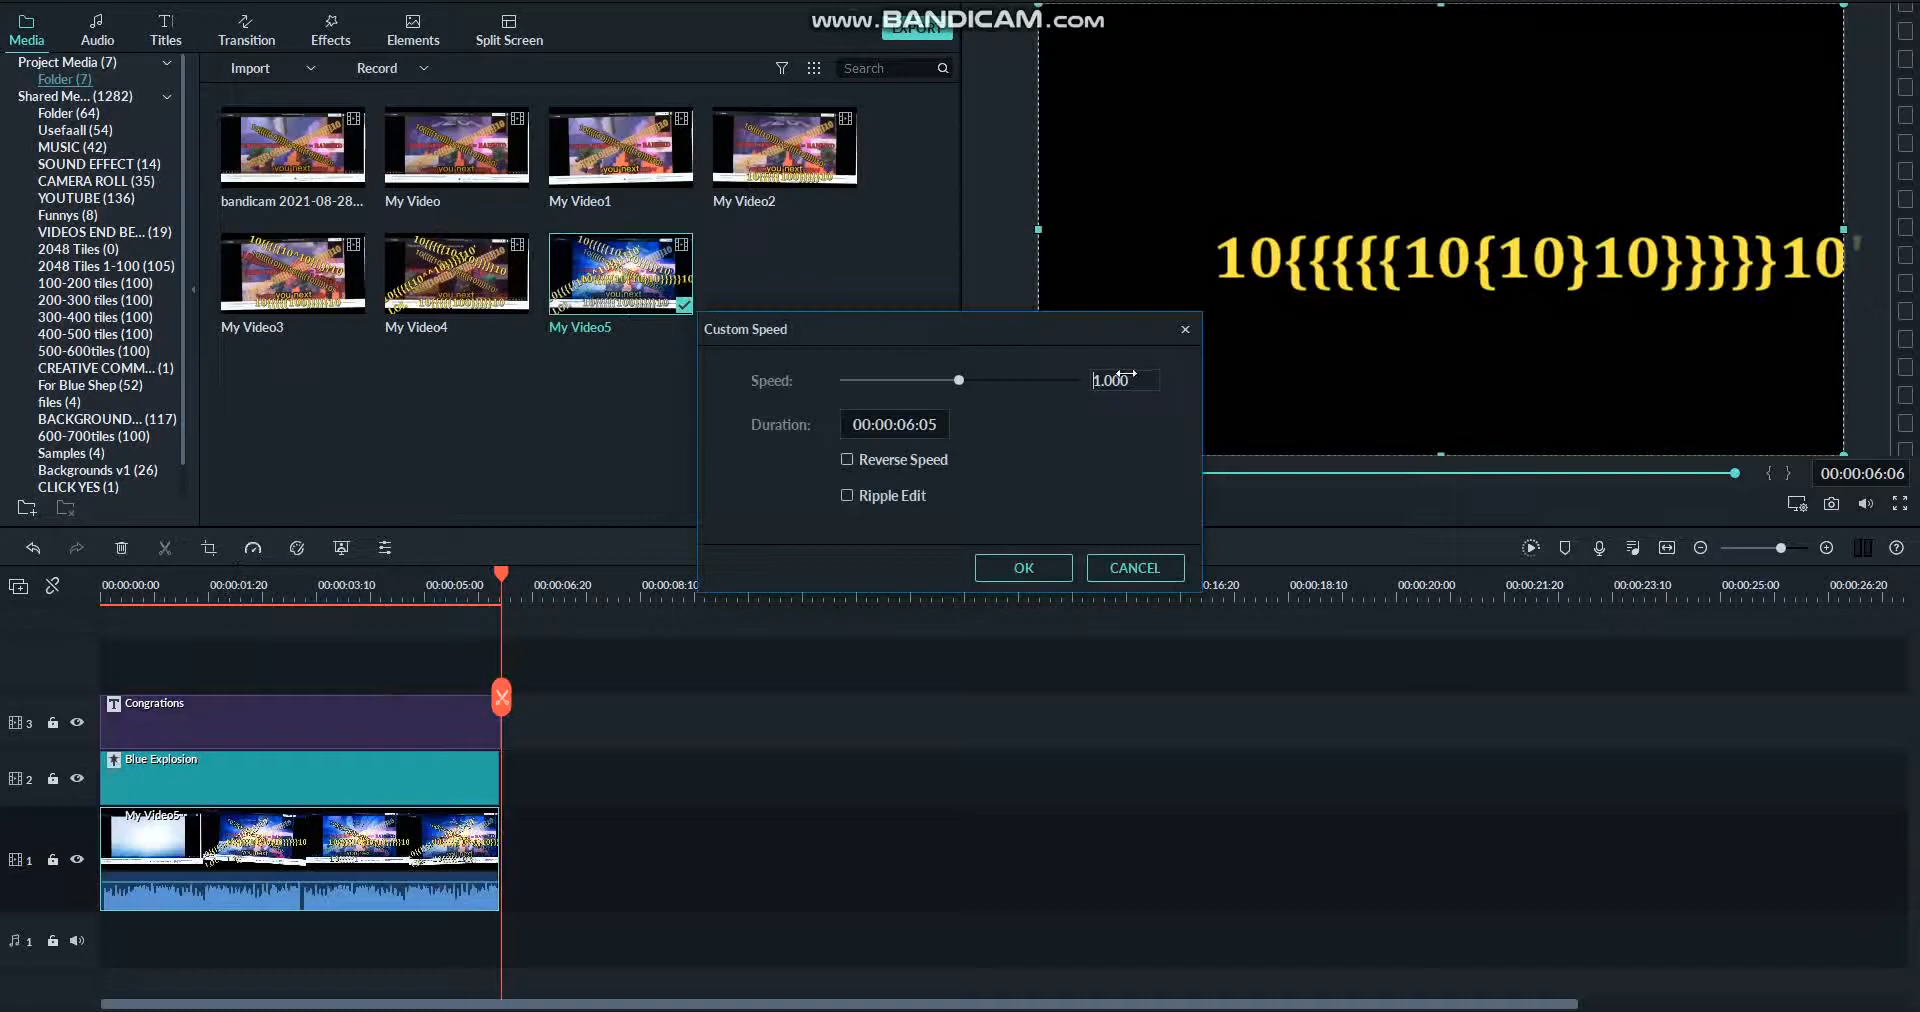 www.BANDICAM.com
Media
Audio
Titles
Transition
Effects
Elements
Split Screen
EXPORT
Project Media (7)
Folder (7)
Shared Me... (1282)
Folder (64)
Usefaall (54)
MUSIC (42)
SOUND EFFECT (14)
CAMERA ROLL (35)
YOUTUBE (136)
Funnys (8)
VIDEOS END BE... (19)
2048 Tiles (0)
2048 Tiles 1-100 (105)
100-200 tiles (100)
200-300 tiles (100)
300-400 tiles (100)
400-500 tiles (100)
500-600tiles (100)
CREATIVE COMM... (1)
For Blue Shep (52)
files (4)
BACKGROUND... (117)
600-700tiles (100)
Samples (4)
Backgrounds v1 (26)
CLICK YES (1)
Import
Record
Search
bandicam 2021-08-28...
My Video
My Video1
My Video2
My Video3
My Video4
My Video5
10{{{{{10{10}10}}}}}10
Custom Speed
Speed:
1.000
Duration:
00:00:06:05
Reverse Speed
Ripple Edit
OK
CANCEL
{ }
00:00:06:06
00:00:00:00
00:00:01:20
00:00:03:10
00:00:05:00
00:00:06:20
00:00:08:10
:16:20
00:00:18:10
00:00:20:00
00:00:21:20
00:00:23:10
00:00:25:00
00:00:26:20
3
T Congrations
2
Blue Explosion
1
My Video5
1